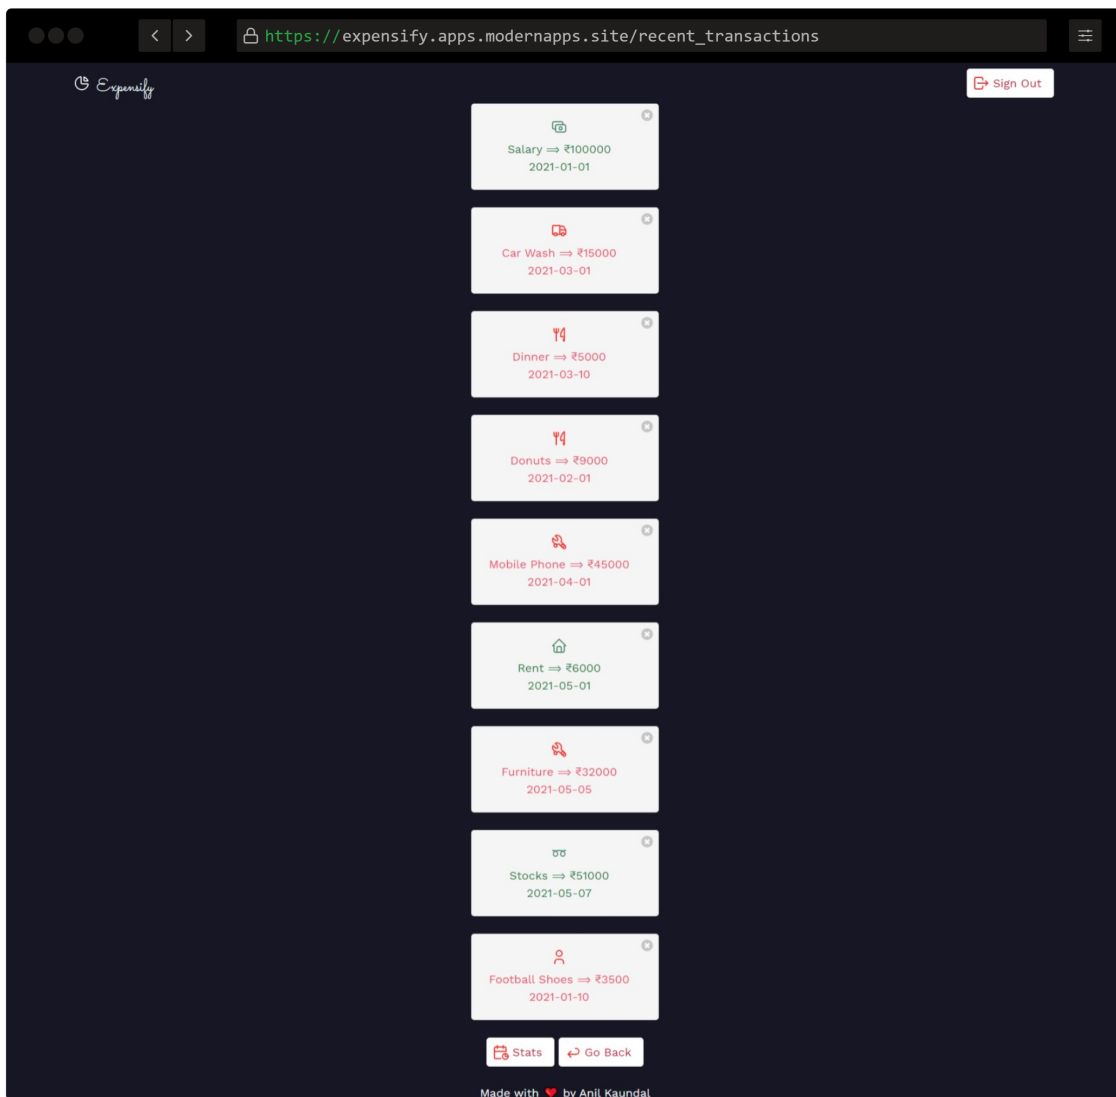 https://expensify.apps.modernapps.site/recent_transactions
Expensify
Sign Out
Salary ⟹ ₹100000
2021-01-01
Car Wash ⟹ ₹15000
2021-03-01
Dinner ⟹ ₹5000
2021-03-10
Donuts ⟹ ₹9000
2021-02-01
Mobile Phone ⟹ ₹45000
2021-04-01
Rent ⟹ ₹6000
2021-05-01
Furniture ⟹ ₹32000
2021-05-05
Stocks ⟹ ₹51000
2021-05-07
Football Shoes ⟹ ₹3500
2021-01-10
Stats
Go Back
Made with ❤ by Anil Kaundal